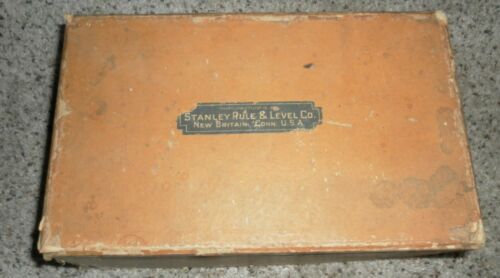 STANLEY RULE & LEVEL CO.
NEW BRITAIN, CONN. U.S.A.